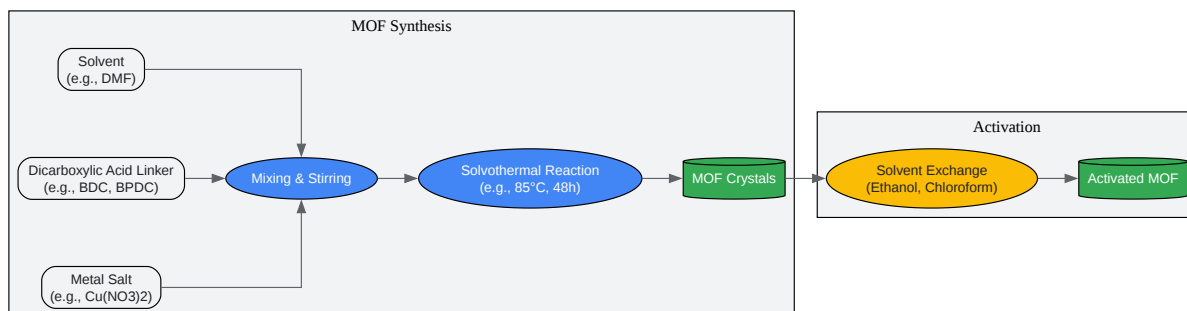 MOF Synthesis
Solvent
(e.g., DMF)
Dicarboxylic Acid Linker
(e.g., BDC, BPDC)
Metal Salt
(e.g., Cu(NO3)2)
Mixing & Stirring
Solvothermal Reaction
(e.g., 85°C, 48h)
MOF Crystals
Activation
Solvent Exchange
(Ethanol, Chloroform)
Activated MOF